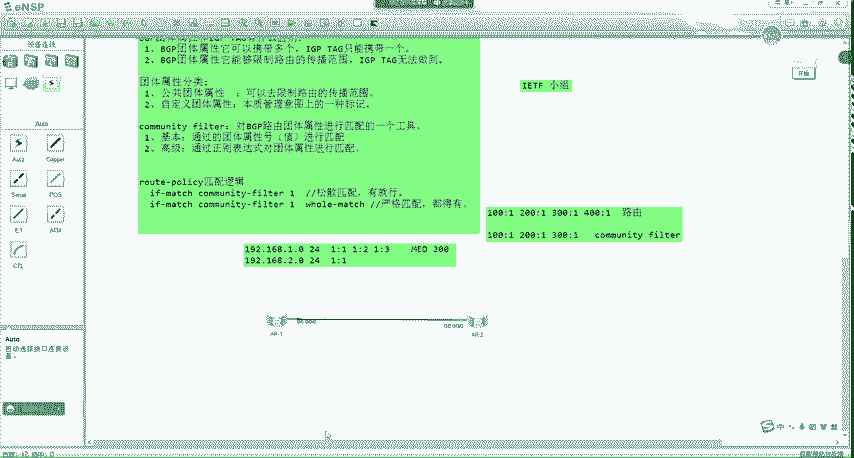 eNSP
设备连线
1、BGP团体属性它可以携带多个，IGP TAG只能携带一个。
2、BGP团体属性它能够限制路由的传播范围，IGP TAG无法做到。
团体属性分类：
1、公共团体属性 ：可以去限制路由的传播范围。
2、自定义团体属性：本质管理意图上的一种标记。
community filter：对BGP路由团体属性进行匹配的一个工具。
1、基本：通过的团体属性号（值）进行匹配
2、高级：通过正则表达式对团体属性进行匹配。
route-policy匹配逻辑
if-match community-filter 1 //松散匹配，有就行。
if-match community-filter 1 whole-match //严格匹配，都得有。
IETF 小组
100:1 200:1 300:1 400:1 路由
100:1 200:1 300:1 community filter
192.168.1.0 24 1:1 1:2 1:3 MED 200
192.168.2.0 24 1:1
Auto
Auto
Copper
Serial
POS
E1
ATM
CTL
Auto
自动选择接口连接设备。